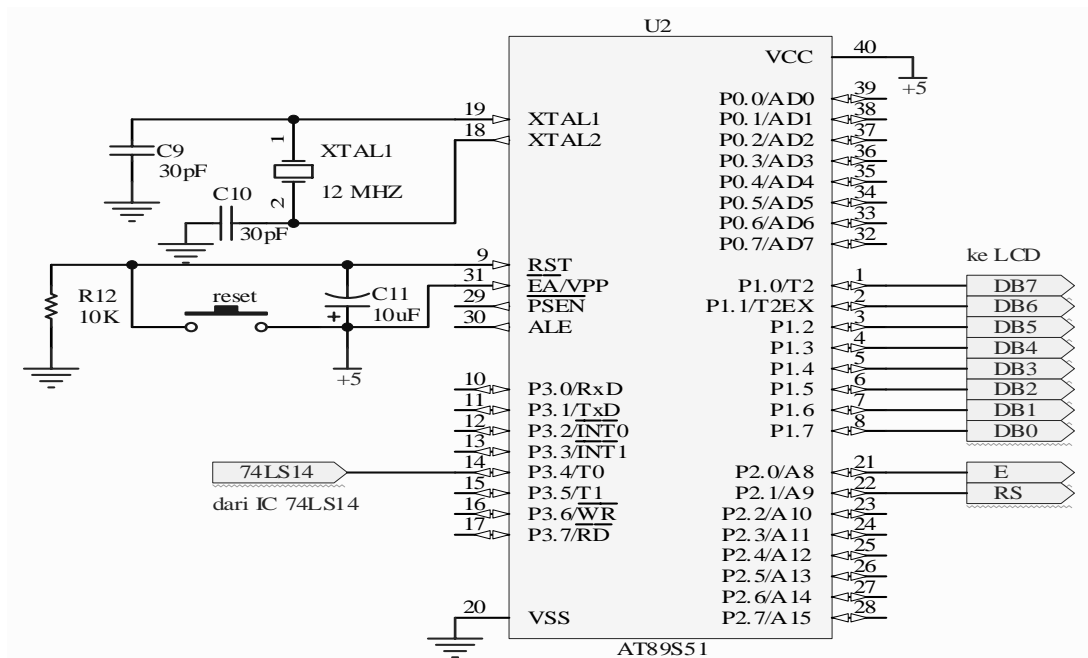 U2
VCC 40
+5
P0.0/AD0 39
P0.1/AD1 38
P0.2/AD2 37
P0.3/AD3 36
P0.4/AD4 35
P0.5/AD5 34
P0.6/AD6 33
P0.7/AD7 32
19 XTAL1
18 XTAL2
C9
30pF
1
XTAL1
12 MHZ
2
C10
30pF
9 RST
31 EA/VPP
29 PSEN
30 ALE
R12
10K
reset
C11
10uF
+
+5
ke LCD
P1.0/T2 1 DB7
P1.1/T2EX 2 DB6
P1.2 3 DB5
P1.3 4 DB4
P1.4 5 DB3
P1.5 6 DB2
P1.6 7 DB1
P1.7 8 DB0
10 P3.0/RxD
11 P3.1/TxD
12 P3.2/INT0
13 P3.3/INT1
74LS14 14 P3.4/T0
dari IC 74LS14
15 P3.5/T1
16 P3.6/WR
17 P3.7/RD
P2.0/A8 21 E
P2.1/A9 22 RS
P2.2/A10 23
P2.3/A11 24
P2.4/A12 25
P2.5/A13 26
P2.6/A14 27
P2.7/A15 28
20 VSS
AT89S51